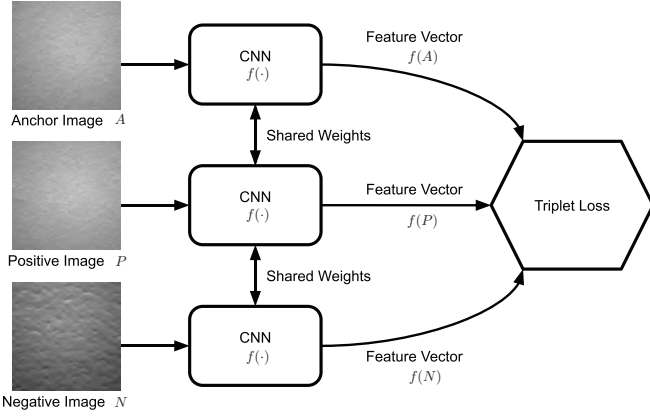 CNN
f(·)
Feature Vector
f(A)
Anchor Image A
Shared Weights
CNN
f(·)
Feature Vector
f(P)
Triplet Loss
Positive Image P
Shared Weights
CNN
f(·)
Feature Vector
f(N)
Negative Image N